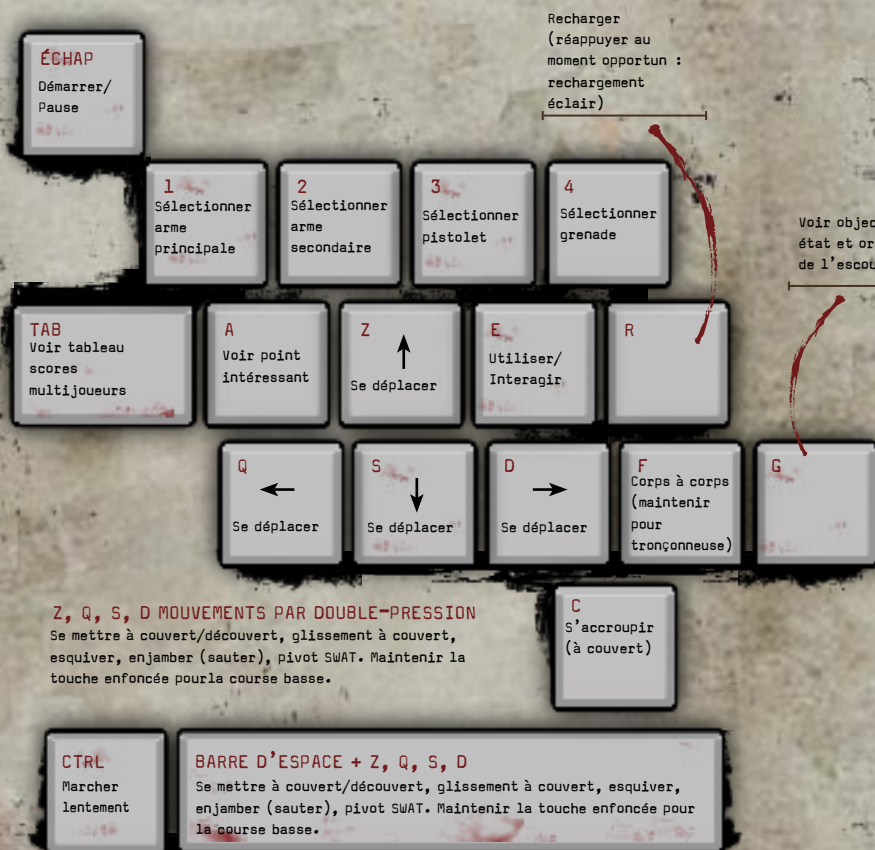 Recharger
(réappuyer au
moment opportun :
rechargement
éclair)
ÉCHAP
Démarrer/
Pause
1
Sélectionner
arme
principale
2
Sélectionner
arme
secondaire
3
Sélectionner
pistolet
4
Sélectionner
grenade
Voir
état et
de
TAB
Voir tableau
scores
multijoueurs
A
Voir point
intéressant
Z
Se déplacer
E
Utiliser/
Interagir
R
Q
Se déplacer
S
Se déplacer
D
Se déplacer
F
Corps à corps
(maintenir
pour
tronçonneuse)
G
Z, Q, S, D MOUVEMENTS PAR DOUBLE-PRESSION
Se mettre à couvert/découvert, glissement à couvert,
esquiver, enjamber (sauter), pivot SWAT. Maintenir la
touche enfoncée pourla course basse.
C
S'accroupir
(à couvert)
CTRL
Marcher
lentement
BARRE D'ESPACE + Z, Q, S, D
Se mettre à couvert/découvert, glissement à couvert, esquiver,
enjamber (sauter), pivot SWAT. Maintenir la touche enfoncée pour
la course basse.